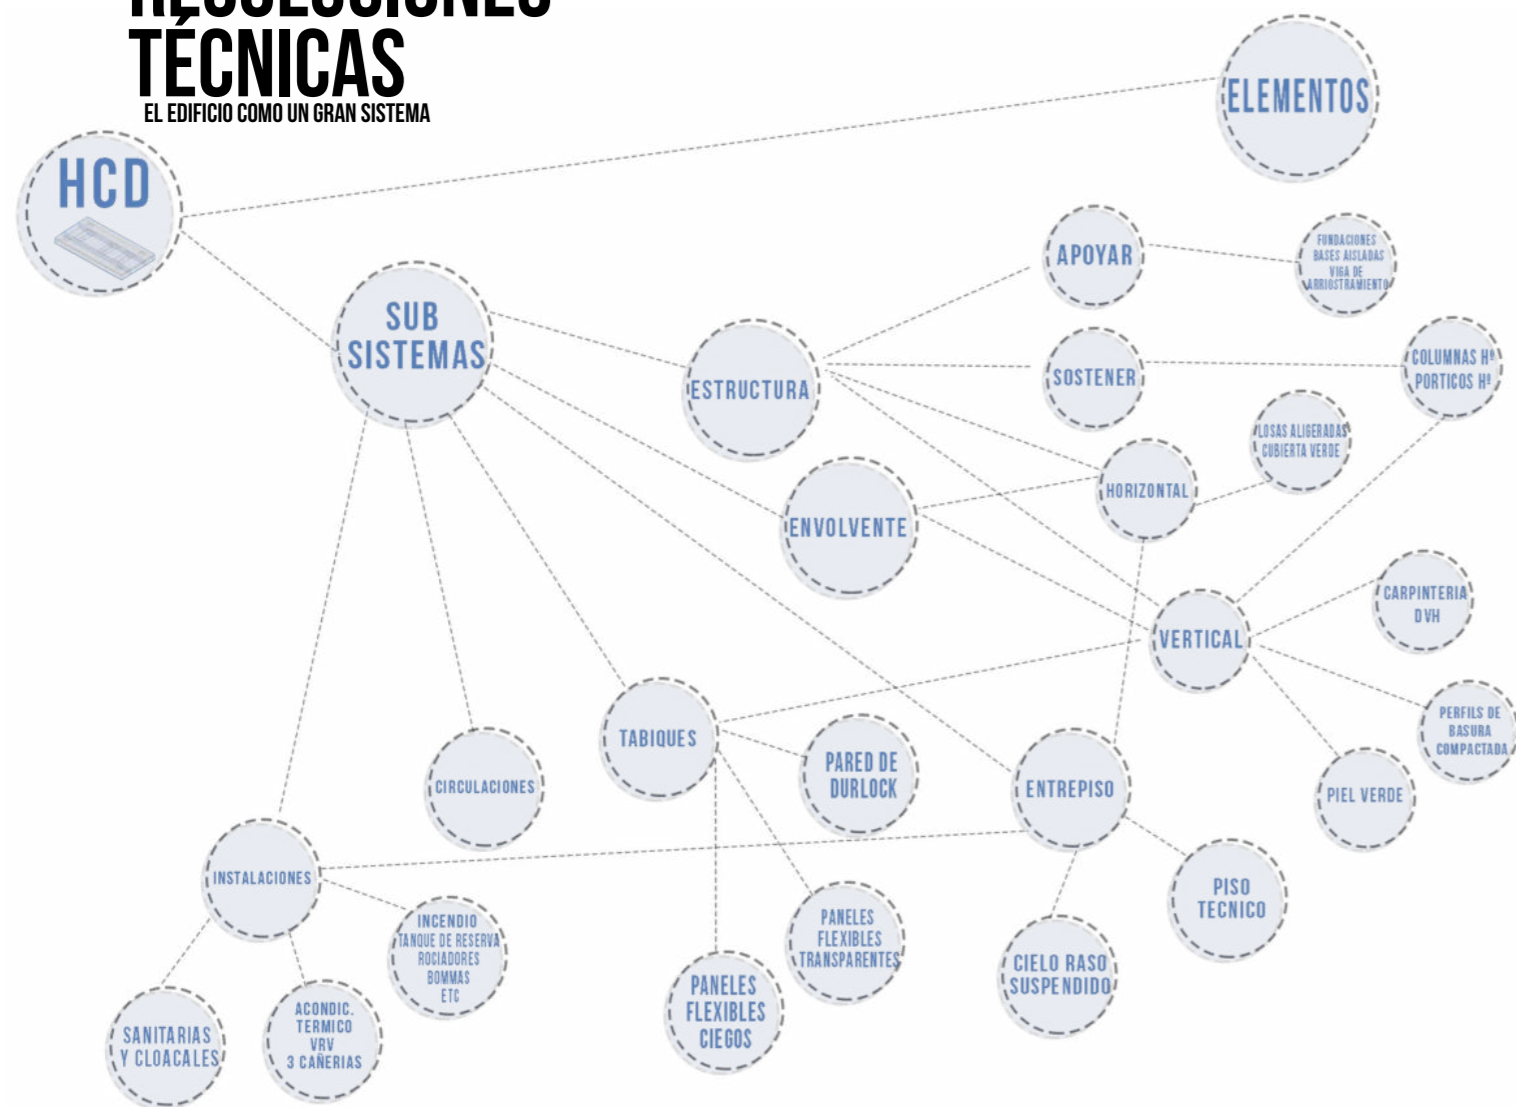 TÉCNICAS
EL EDIFICIO COMO UN GRAN SISTEMA
ELEMENTOS
HCD
APOYAR
FUNDACIONES
BASES AISLADAS
VIGA DE
ARRIOSTRAMIENTO
SUB
SISTEMAS
ESTRUCTURA
SOSTENER
COLUMNAS Hº
PORTICOS Hº
LOSAS ALIGERADAS
CUBIERTA VERDE
HORIZONTAL
ENVOLVENTE
CARPINTERIA
DVH
VERTICAL
PERFILS DE
BASURA
COMPACTADA
TABIQUES
PARED DE
DURLOCK
ENTREPISO
PIEL VERDE
CIRCULACIONES
INSTALACIONES
PISO
TECNICO
INCENDIO
TANQUE DE RESERVA
ROCIADORES
BOMMAS
ETC
PANELES
FLEXIBLES
TRANSPARENTES
CIELO RASO
SUSPENDIDO
PANELES
FLEXIBLES
CIEGOS
SANITARIAS
Y CLOACALES
ACONDIC.
TERMICO
VRV
3 CAÑERIAS